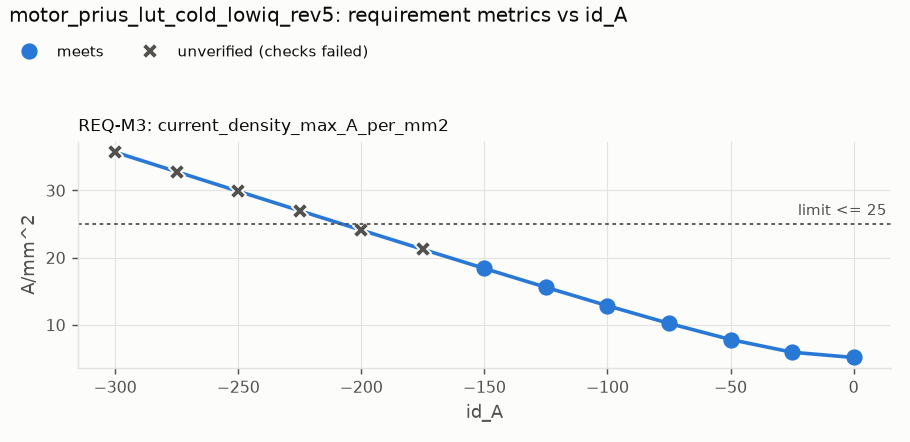 motor_prius_lut_cold_lowiq_rev5: requirement metrics vs id_A
meets
unverified (checks failed)
REQ-M3: current_density_max_A_per_mm2
A/mm^2
30
20
10
limit <= 25
−300
−250
−200
−150
−100
−50
0
id_A